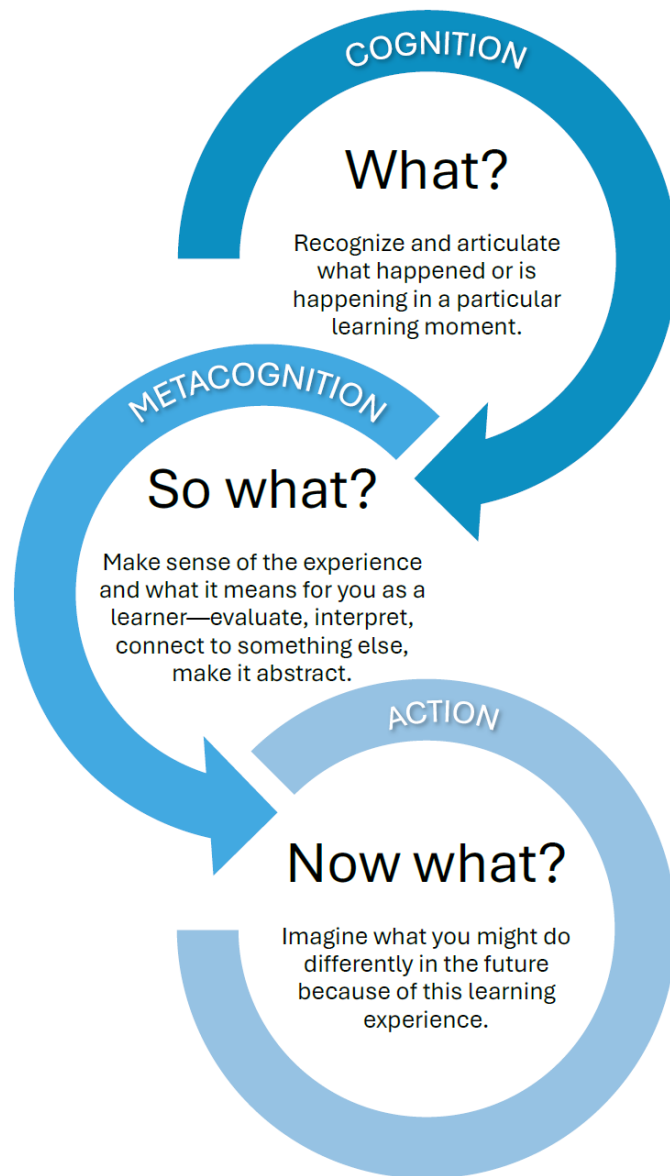 COGNITION
What?
Recognize and articulate
what happened or is
happening in a particular
learning moment.
METACOGNITION
So what?
Make sense of the experience
and what it means for you as a
learner—evaluate, interpret,
connect to something else,
make it abstract.
ACTION
Now what?
Imagine what you might do
differently in the future
because of this learning
experience.